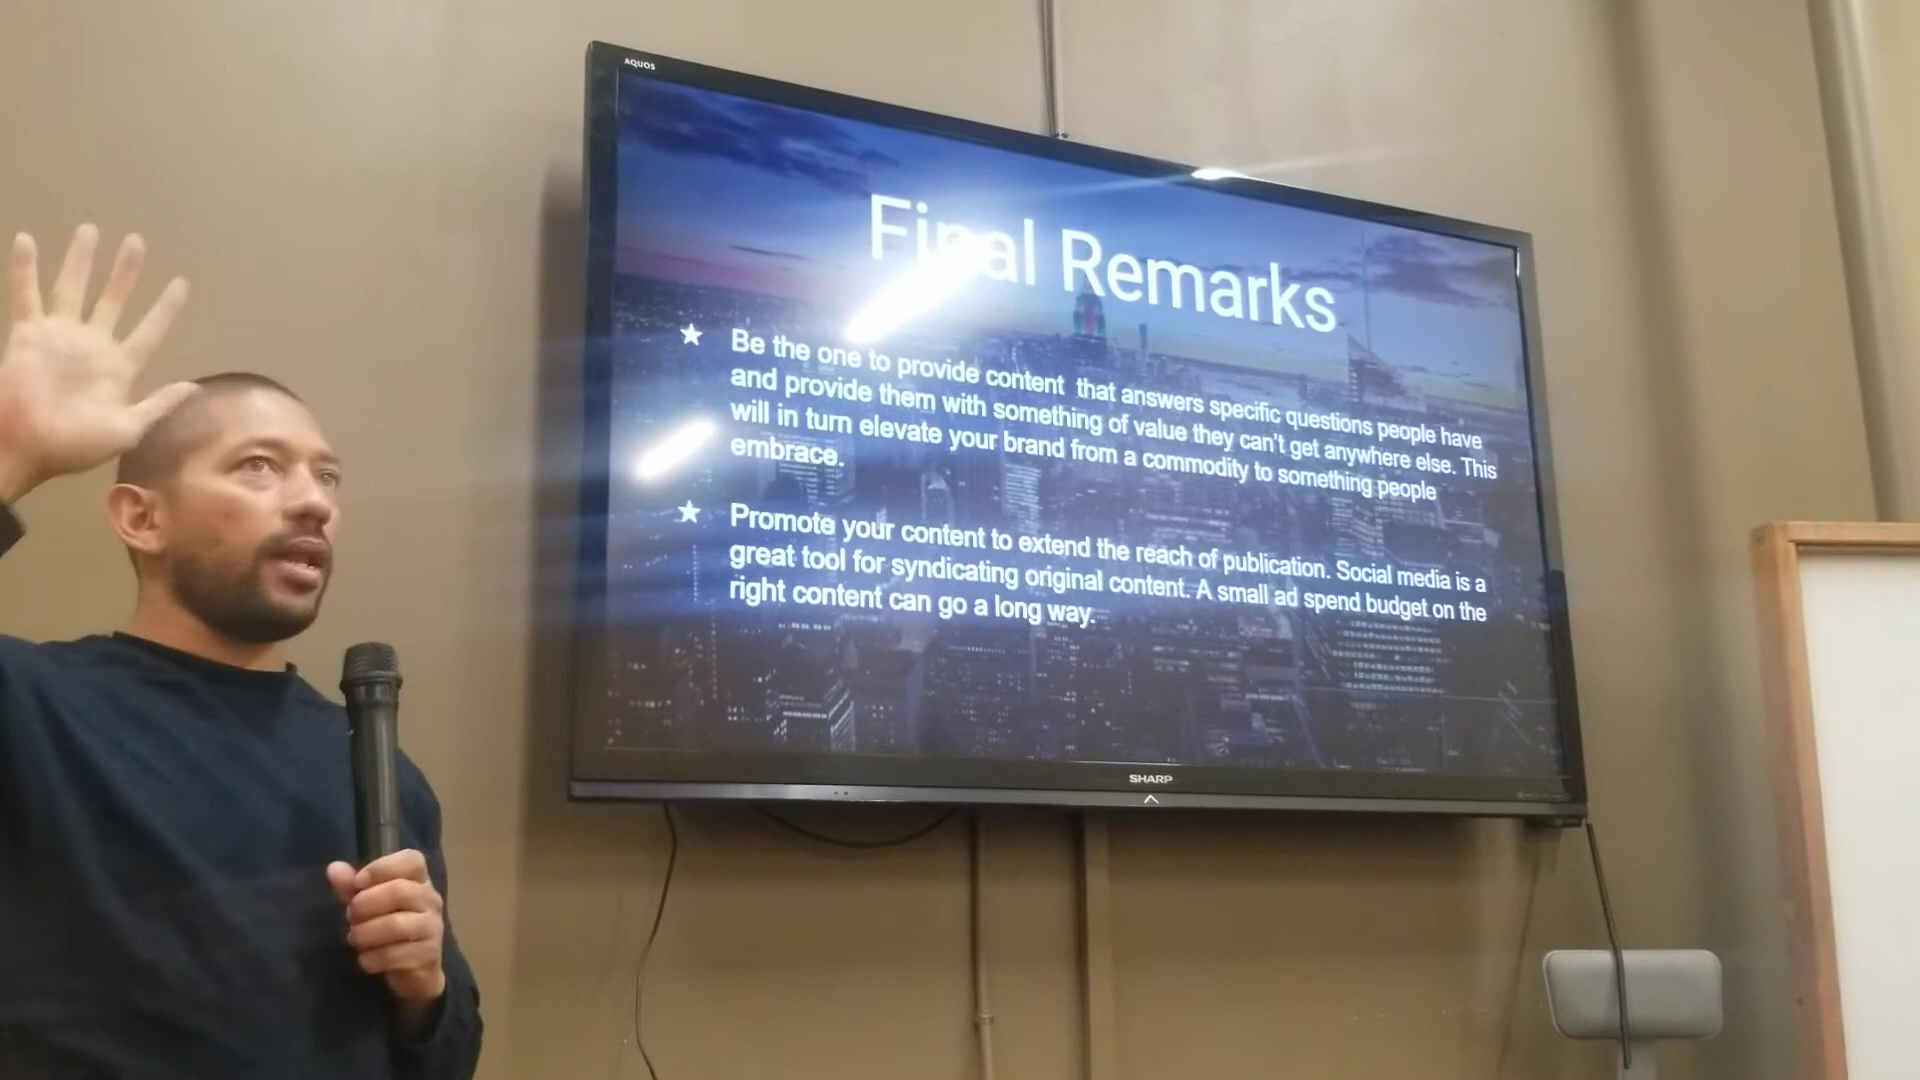 AQUOS
Final Remarks
★ Be the one to provide content that answers specific questions people have
and provide them with something of value they can't get anywhere else. This
will in turn elevate your brand from a commodity to something people
embrace.
★ Promote your content to extend the reach of publication. Social media is a
great tool for syndicating original content. A small ad spend budget on the
right content can go a long way.
SHARP